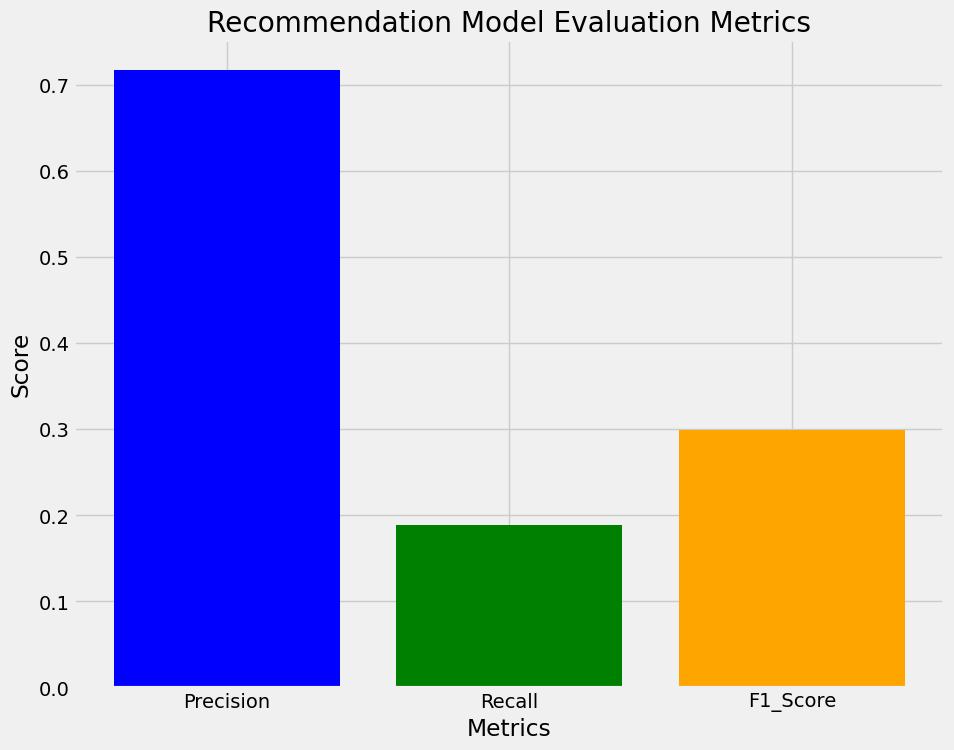 Recommendation Model Evaluation Metrics
Score
0.7
0.6
0.5
0.4
0.3
0.2
0.1
0.0
Precision
Recall
F1_Score
Metrics